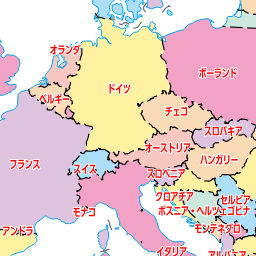 オランダ
ドイツ
ポーランド
ベルギー
チェコ
スロバキア
オーストリア
ハンガリー
フランス
スイス
スロベニア
クロアチア
セルビア
モナコ
ボスニア・ヘルツェゴビナ
モンテネグロ
アンドラ
イタリア
アルバニア